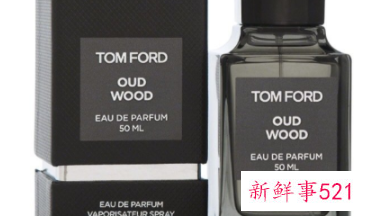 TOM FORD
OUD
WOOD
EAU DE PARFUM
50 ML
EAU DE PARFUM
VAPORISATEUR SPRAY
TOM FORD
OUD
WOOD
EAU DE PARFUM
50 ML
新鲜事521